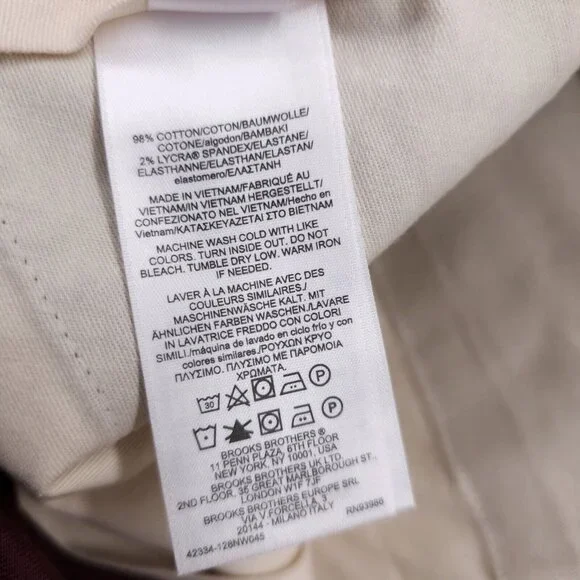 98% COTTON/COTON/BAUMWOLLE/
COTONE/algodon/BAMBAKI
2% LYCRA® SPANDEX/ELASTANE/
ELASTHANNE/ELASTHAN/ELASTAN/
elastomero/ΕΛΑΣΤΑΝ
MADE IN VIETNAM/FABRIQUÉ AU
VIETNAM/IN VIETNAM HERGESTELLT/
CONFEZIONATO NEL VIETNAM/Hecho en
Vietnam/ΚΑΤΑΣΚΕΥΑΖΕΤΑΙ ΣΤΟ ΒΙΕΤΝΑΜ
MACHINE WASH COLD WITH LIKE
COLORS. TURN INSIDE OUT. DO NOT
BLEACH. TUMBLE DRY LOW. WARM IRON
IF NEEDED.
LAVER À LA MACHINE AVEC DES
COULEURS SIMILAIRES./
MASCHINENWÄSCHE KALT. MIT
ÄHNLICHEN FARBEN WASCHEN./LAVARE
IN LAVATRICE FREDDO CON COLORI
SIMILI./máquina de lavado en ciclo frío y con
colores similares./ΡΟΥΧΩΝ ΚΡΥΟ
ΠΛΥΣΙΜΟ. ΠΛΥΣΙΜΟ ΜΕ ΠΑΡΟΜΟΙΑ
ΧΡΩΜΑΤΑ.
30 P
P
BROOKS BROTHERS ®
11 PENN PLAZA, 6TH FLOOR
NEW YORK, NY 10001, USA
BROOKS BROTHERS UK LTD.
2ND FLOOR, 35 GREAT MARLBOROUGH ST.,
LONDON W1F 7JF
BROOKS BROTHERS EUROPE SRL
VIA V.FORCELLA, 3
20144 - MILANO ITALY
42334-128NW045 RN93986